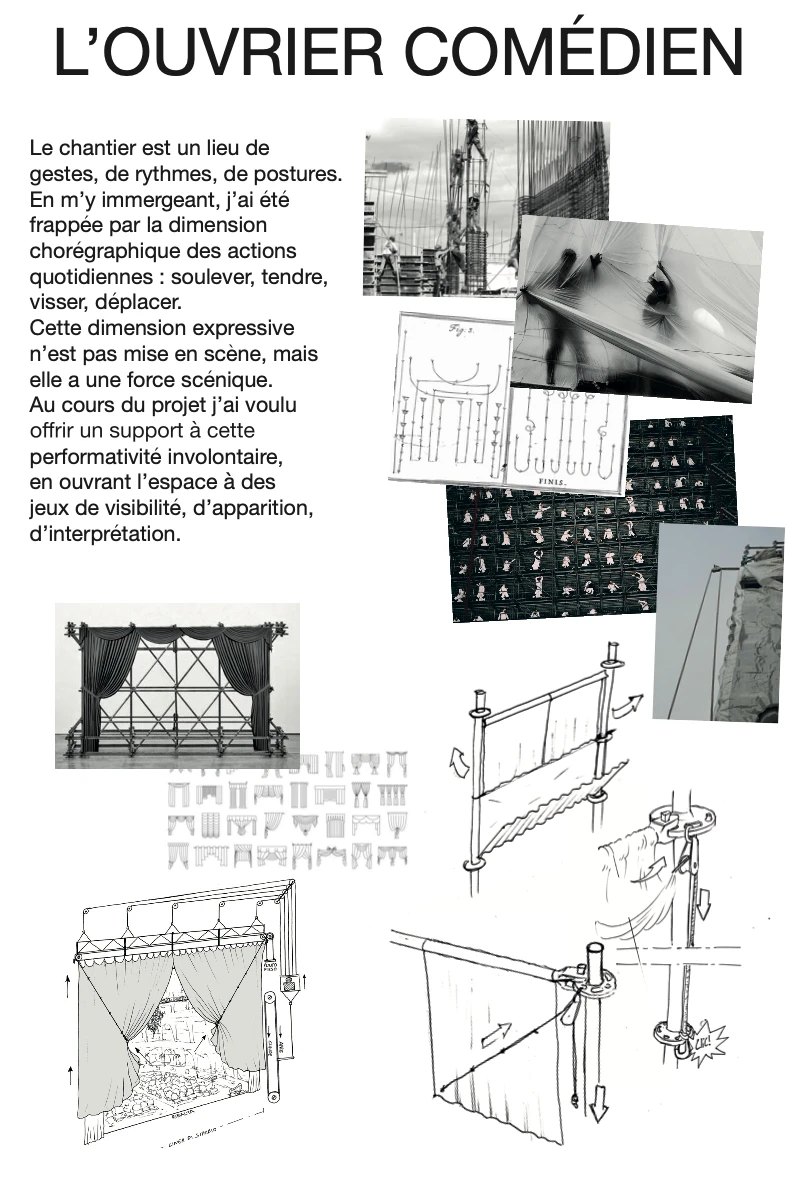 L’OUVRIER COMÉDIEN
Le chantier est un lieu de
gestes, de rythmes, de postures.
En m’y immergeant, j’ai été
frappée par la dimension
chorégraphique des actions
quotidiennes : soulever, tendre,
visser, déplacer.
Cette dimension expressive
n’est pas mise en scène, mais
elle a une force scénique.
Au cours du projet j’ai voulu
offrir un support à cette
performativité involontaire,
en ouvrant l’espace à des
jeux de visibilité, d’apparition,
d’interprétation.
Fig. 3.
FINIS.